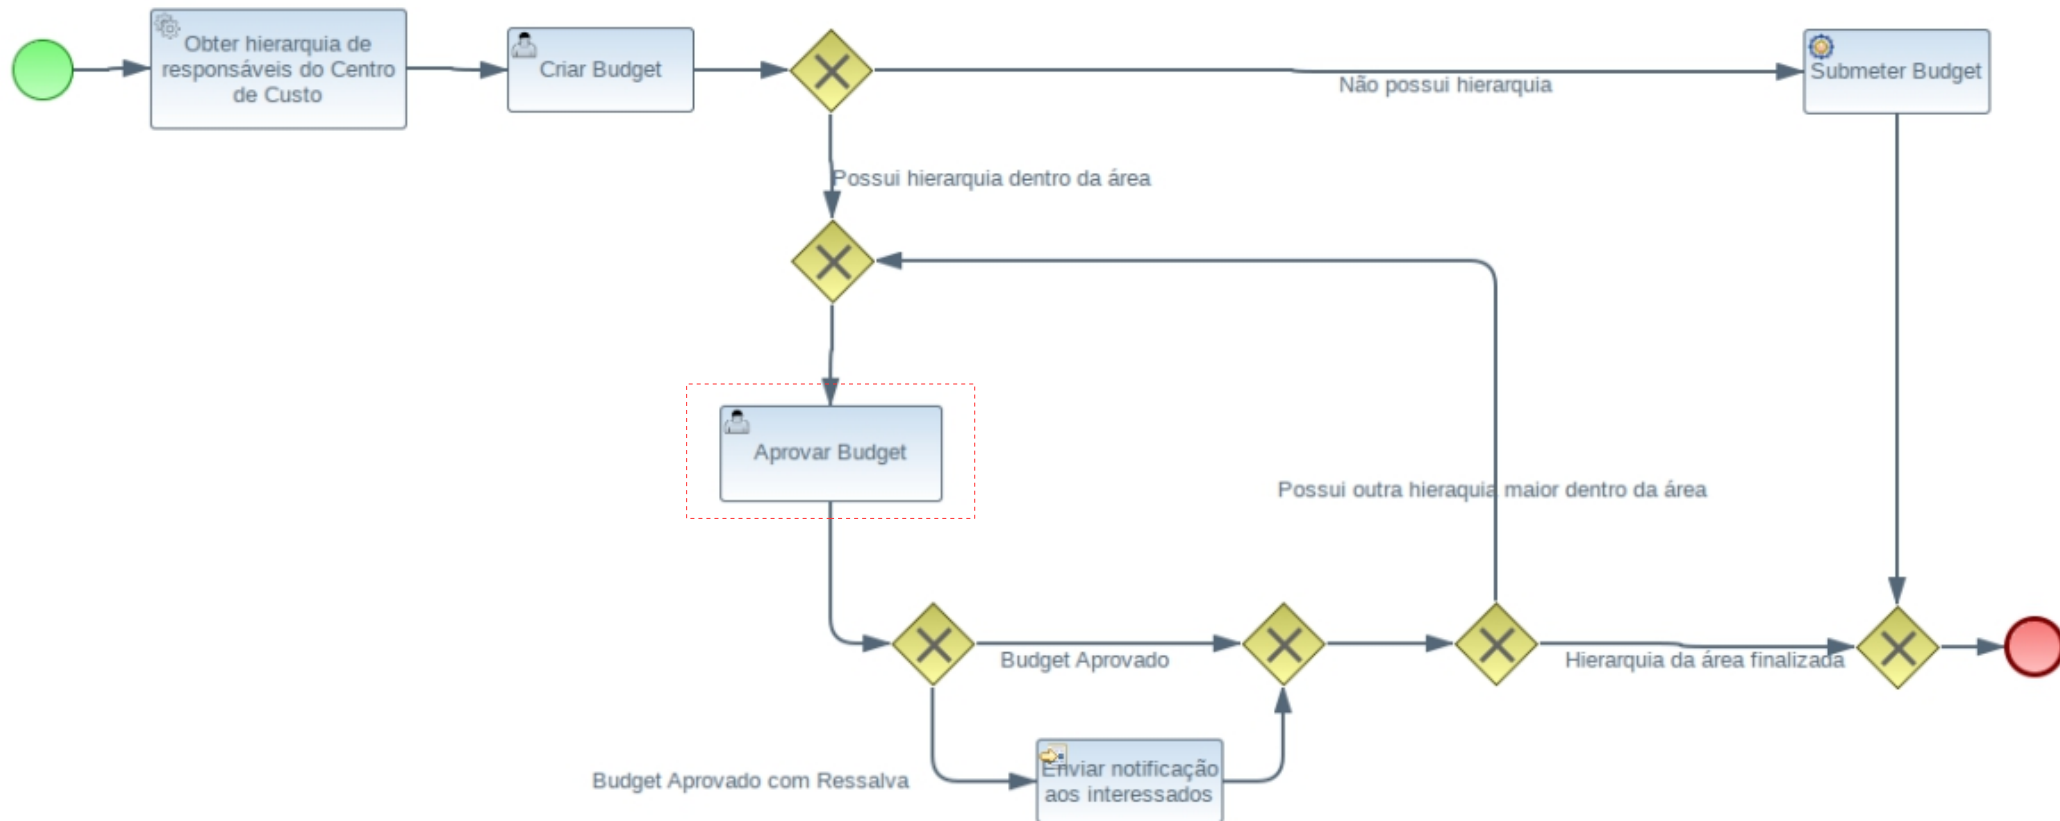 Obter hierarquia de
responsáveis do Centro
de Custo
Criar Budget
Não possui hierarquia
Submeter Budget
Possui hierarquia dentro da área
Aprovar Budget
Possui outra hieraquia maior dentro da área
Budget Aprovado
Hierarquia da área finalizada
Budget Aprovado com Ressalva
Enviar notificação
aos interessados